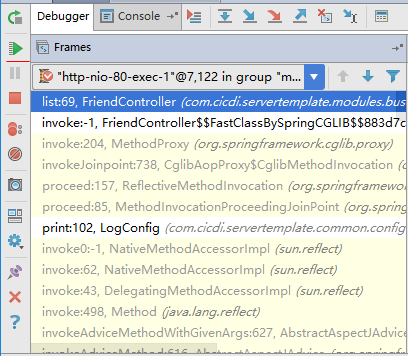 Debugger Console
Frames
"http-nio-80-exec-1"@7,122 in group "m...
list:69, FriendController (com.cicdi.servertemplate.modules.bus
invoke:-1, FriendController$$FastClassBySpringCGLIB$$883d7c
invoke:204, MethodProxy (org.springframework.cglib.proxy)
invokeJoinpoint:738, CglibAopProxy$CglibMethodInvocation (
proceed:157, ReflectiveMethodInvocation (org.springframework
proceed:85, MethodInvocationProceedingJoinPoint (org.spring
print:102, LogConfig (com.cicdi.servertemplate.common.config
invoke0:-1, NativeMethodAccessorImpl (sun.reflect)
invoke:62, NativeMethodAccessorImpl (sun.reflect)
invoke:43, DelegatingMethodAccessorImpl (sun.reflect)
invoke:498, Method (java.lang.reflect)
invokeAdviceMethodWithGivenArgs:627, AbstractAspectJAdvice
invokeAdviceMethod:616, AbstractAspectJAdvice